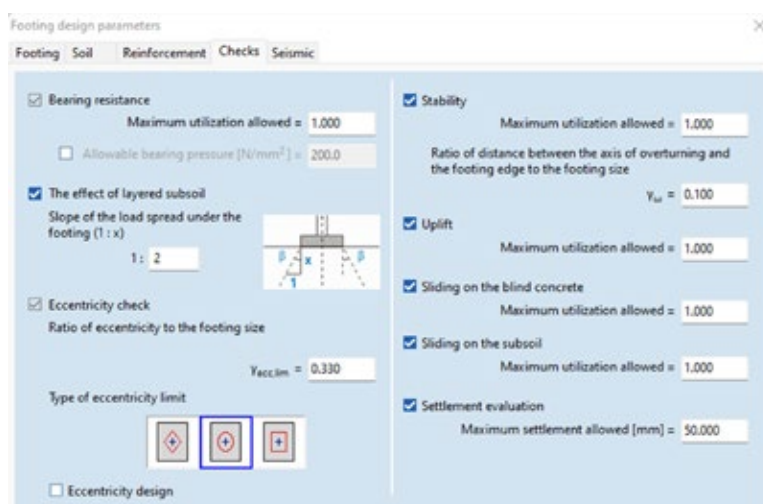 Footing design parameters
Footing Soil Reinforcement Checks Seismic
Bearing resistance
Maximum utilization allowed = 1.000
Allowable bearing pressure [N/mm²] = 200.0
The effect of layered subsoil
Slope of the load spread under the
footing (1 : x)
1 : 2
β x β
1
Eccentricity check
Ratio of eccentricity to the footing size
γecc,lim = 0.330
Type of eccentricity limit
Eccentricity design
Stability
Maximum utilization allowed = 1.000
Ratio of distance between the axis of overturning and
the footing edge to the footing size
= 0.100
Uplift
Maximum utilization allowed = 1.000
Sliding on the blind concrete
Maximum utilization allowed = 1.000
Sliding on the subsoil
Maximum utilization allowed = 1.000
Settlement evaluation
Maximum settlement allowed [mm] = 50.000